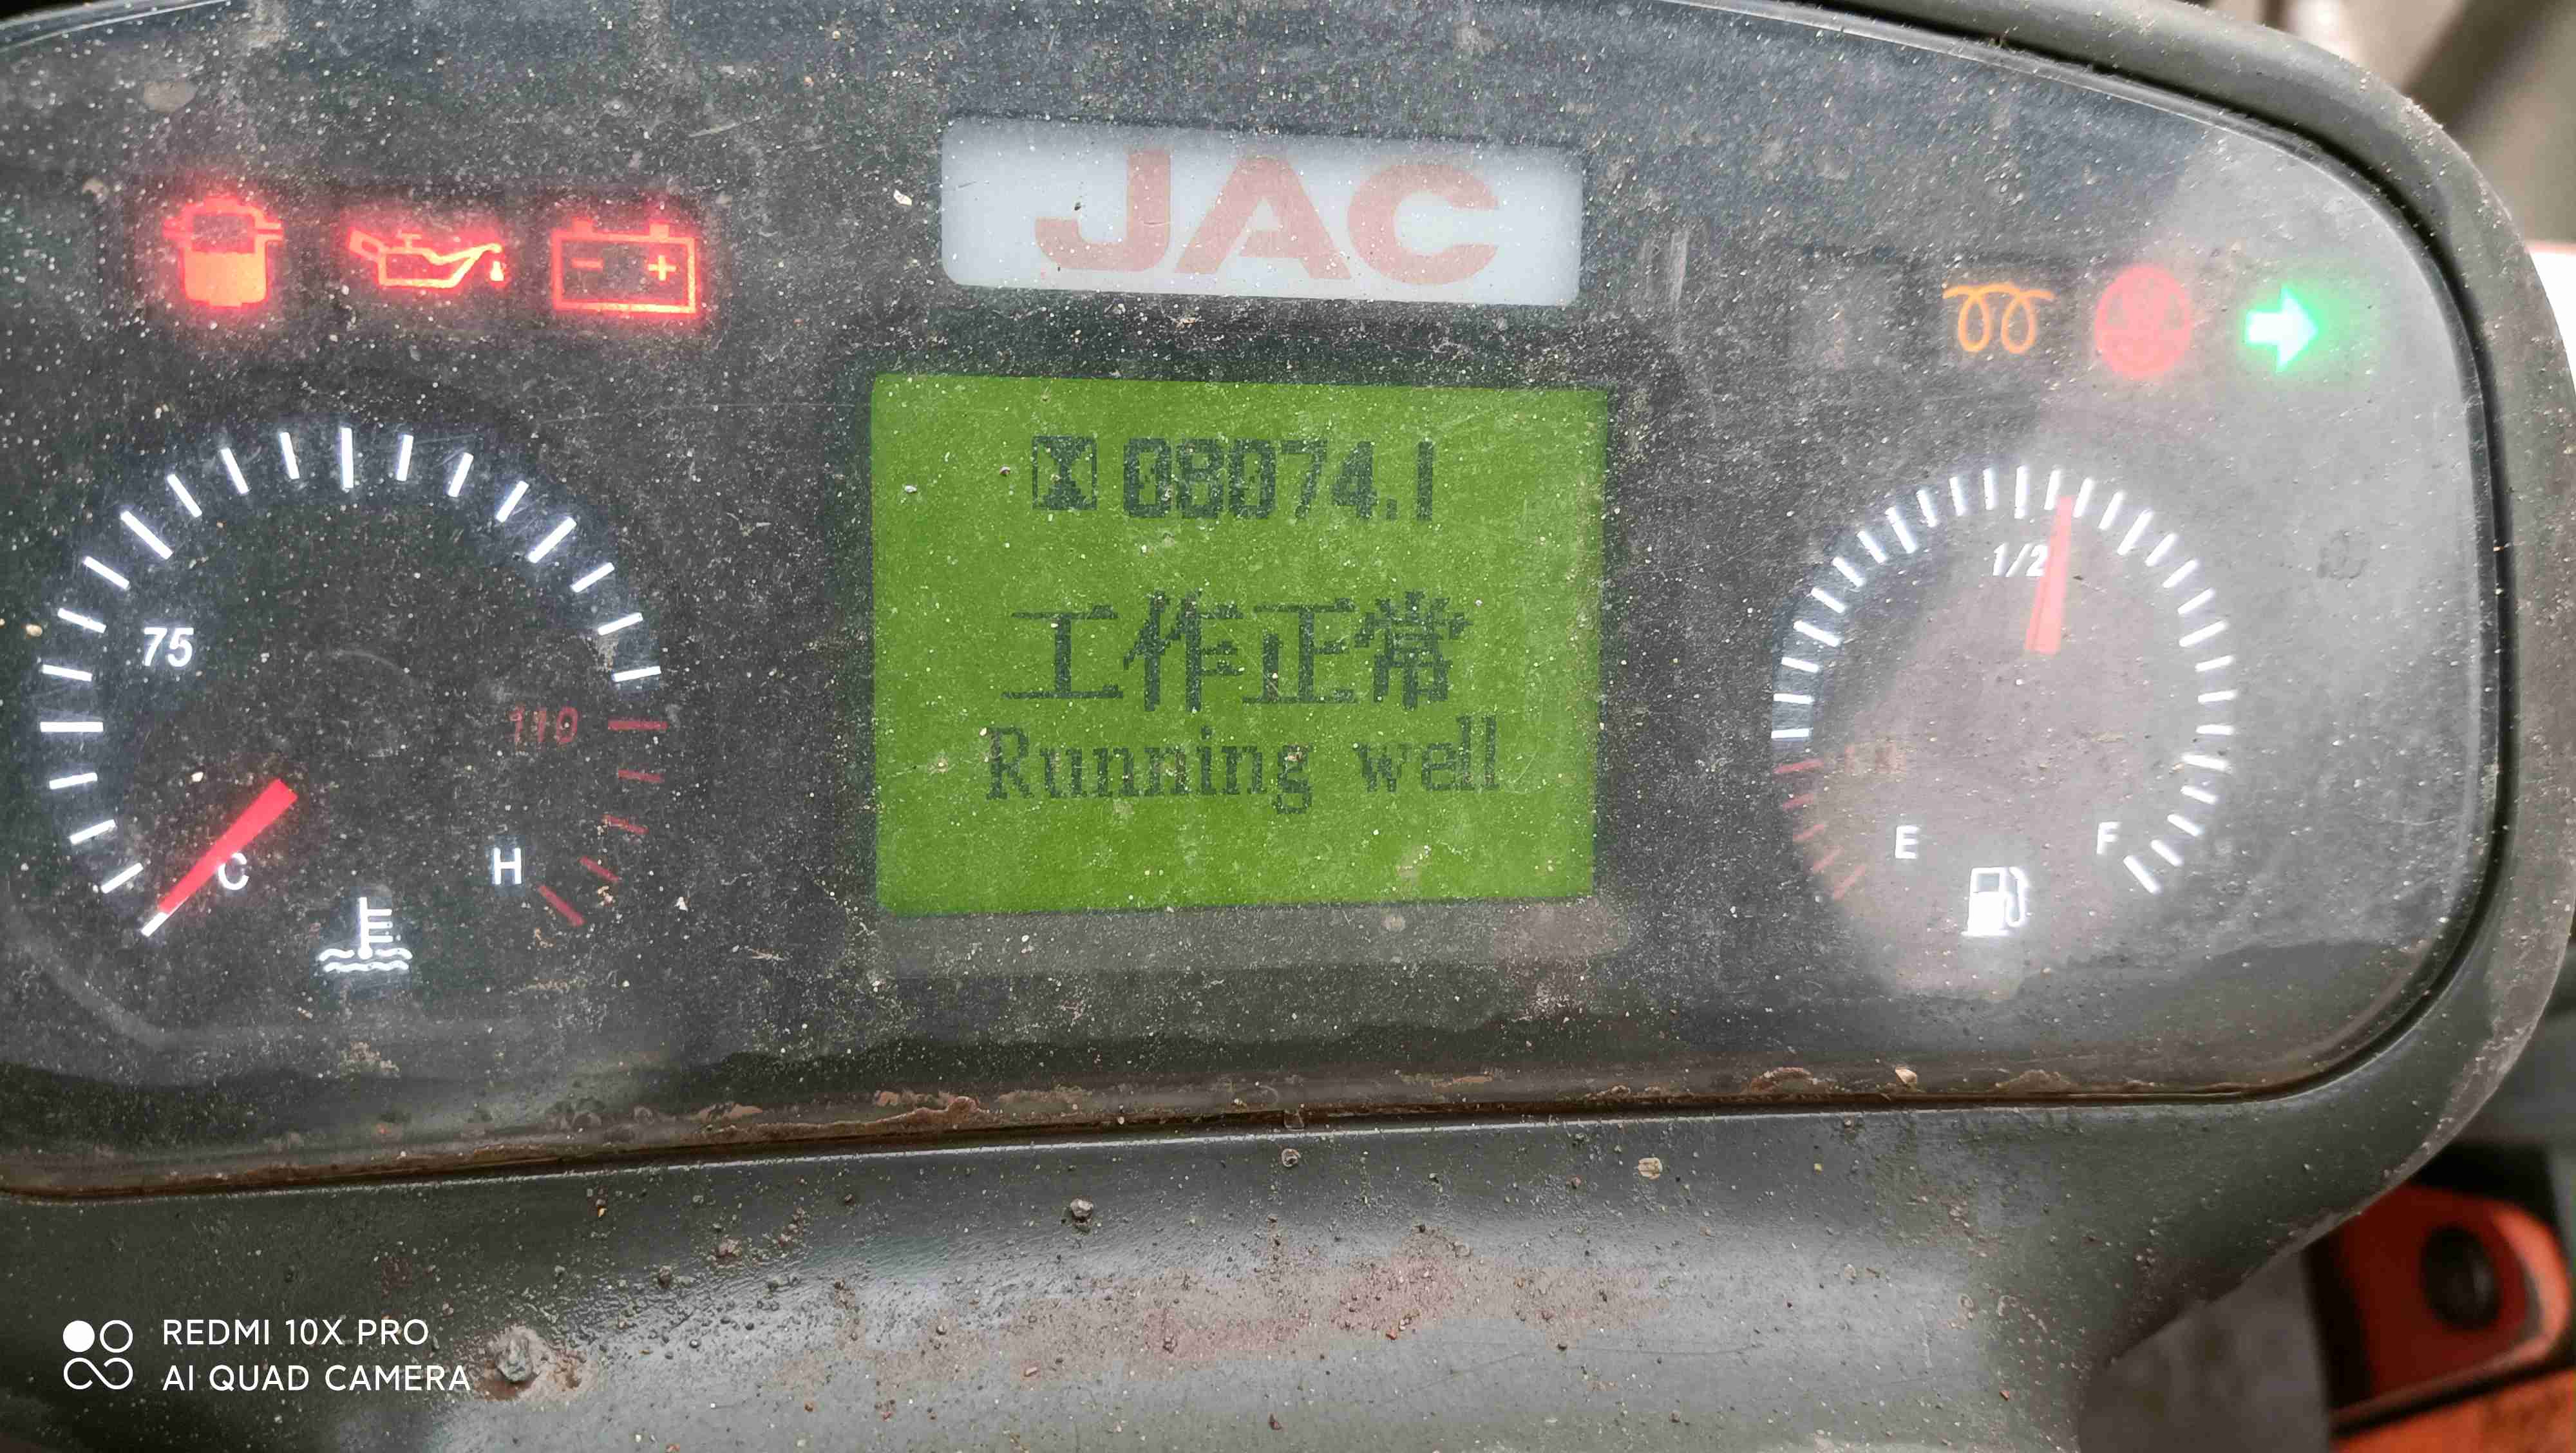 JAC
08074.1
工作正常
Running well
75
110
C
H
1/2
E
F
REDMI 10X PRO
AI QUAD CAMERA